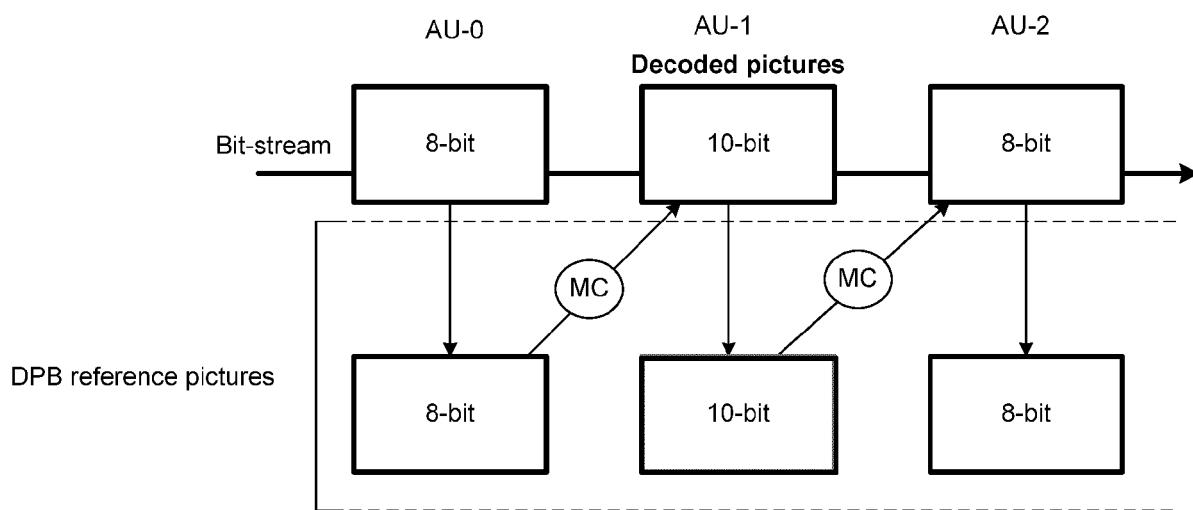 AU-0
AU-1
AU-2
Decoded pictures
Bit-stream
8-bit
10-bit
8-bit
MC
MC
DPB reference pictures
8-bit
10-bit
8-bit